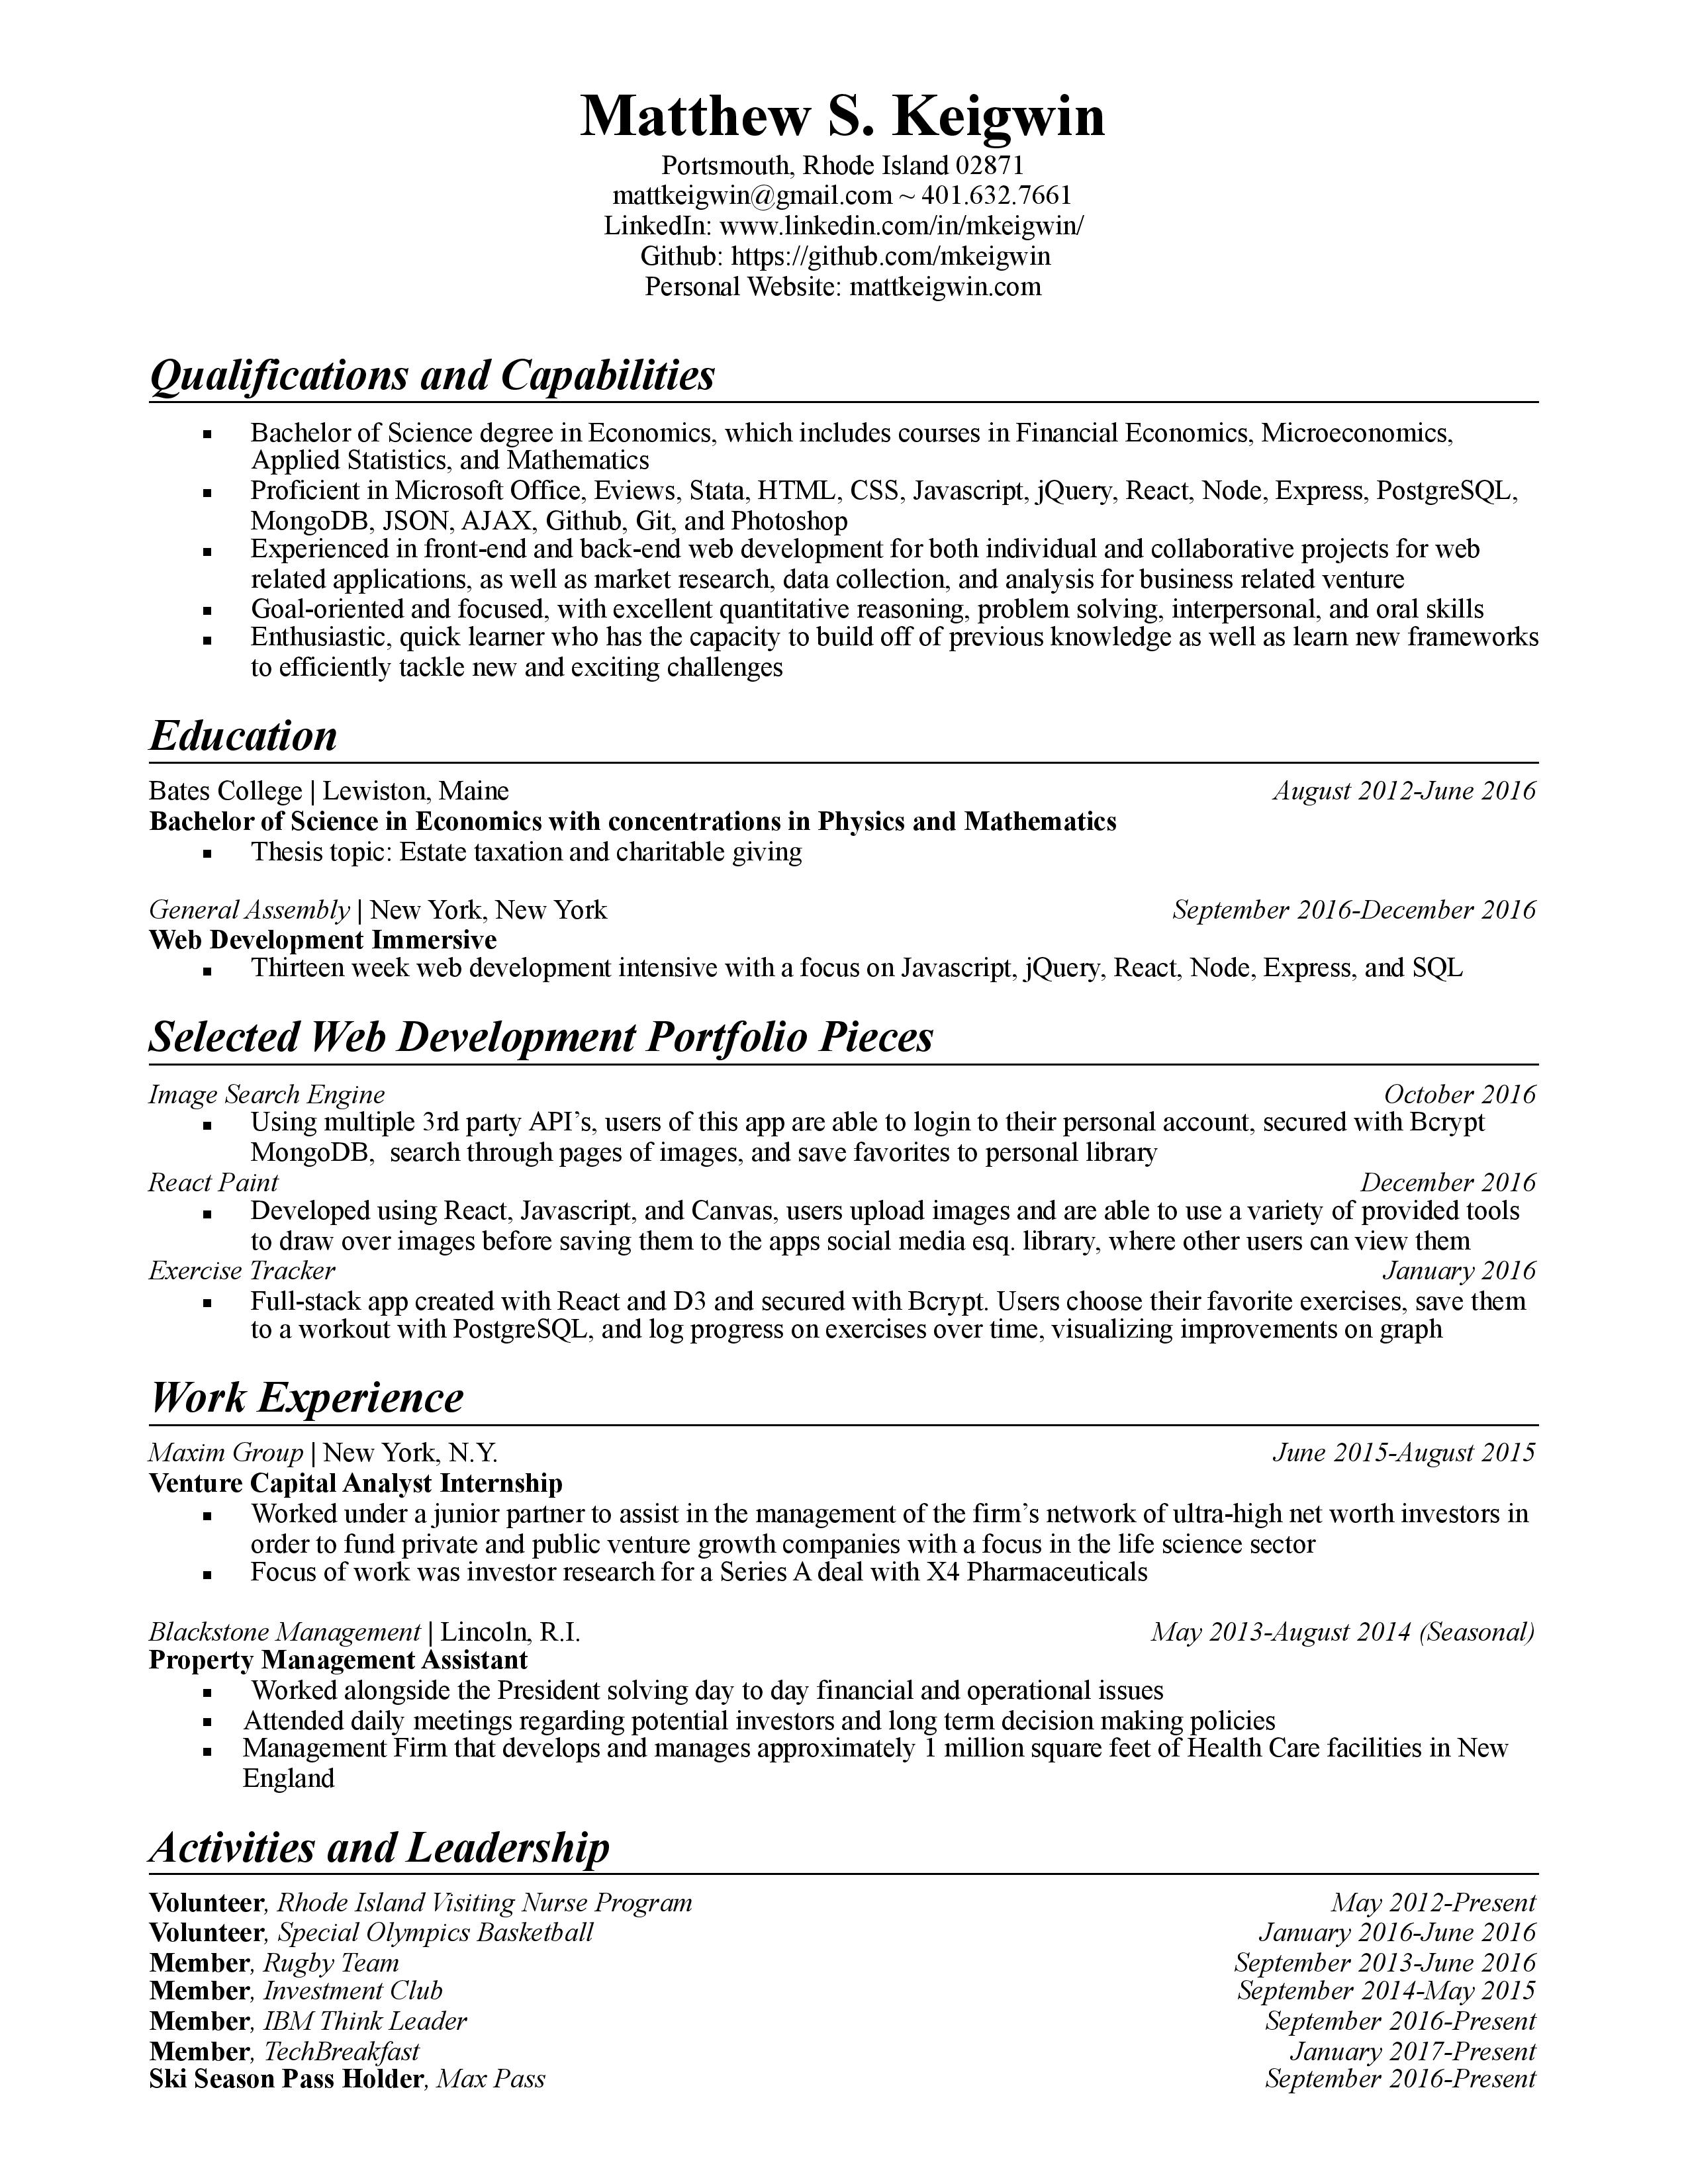 Matthew S. Keigwin
Portsmouth, Rhode Island 02871
mattkeigwin@gmail.com ~ 401.632.7661
LinkedIn: www.linkedin.com/in/mkeigwin/
Github: https://github.com/mkeigwin
Personal Website: mattkeigwin.com
Qualifications and Capabilities
▪ Bachelor of Science degree in Economics, which includes courses in Financial Economics, Microeconomics,
Applied Statistics, and Mathematics
▪ Proficient in Microsoft Office, Eviews, Stata, HTML, CSS, Javascript, jQuery, React, Node, Express, PostgreSQL,
MongoDB, JSON, AJAX, Github, Git, and Photoshop
▪ Experienced in front-end and back-end web development for both individual and collaborative projects for web
related applications, as well as market research, data collection, and analysis for business related venture
▪ Goal-oriented and focused, with excellent quantitative reasoning, problem solving, interpersonal, and oral skills
▪ Enthusiastic, quick learner who has the capacity to build off of previous knowledge as well as learn new frameworks
to efficiently tackle new and exciting challenges
Education
Bates College | Lewiston, Maine August 2012-June 2016
Bachelor of Science in Economics with concentrations in Physics and Mathematics
▪ Thesis topic: Estate taxation and charitable giving
General Assembly | New York, New York September 2016-December 2016
Web Development Immersive
▪ Thirteen week web development intensive with a focus on Javascript, jQuery, React, Node, Express, and SQL
Selected Web Development Portfolio Pieces
Image Search Engine October 2016
▪ Using multiple 3rd party API’s, users of this app are able to login to their personal account, secured with Bcrypt
MongoDB, search through pages of images, and save favorites to personal library
React Paint December 2016
▪ Developed using React, Javascript, and Canvas, users upload images and are able to use a variety of provided tools
to draw over images before saving them to the apps social media esq. library, where other users can view them
Exercise Tracker January 2016
▪ Full-stack app created with React and D3 and secured with Bcrypt. Users choose their favorite exercises, save them
to a workout with PostgreSQL, and log progress on exercises over time, visualizing improvements on graph
Work Experience
Maxim Group | New York, N.Y. June 2015-August 2015
Venture Capital Analyst Internship
▪ Worked under a junior partner to assist in the management of the firm’s network of ultra-high net worth investors in
order to fund private and public venture growth companies with a focus in the life science sector
▪ Focus of work was investor research for a Series A deal with X4 Pharmaceuticals
Blackstone Management | Lincoln, R.I. May 2013-August 2014 (Seasonal)
Property Management Assistant
▪ Worked alongside the President solving day to day financial and operational issues
▪ Attended daily meetings regarding potential investors and long term decision making policies
▪ Management Firm that develops and manages approximately 1 million square feet of Health Care facilities in New
England
Activities and Leadership
Volunteer, Rhode Island Visiting Nurse Program May 2012-Present
Volunteer, Special Olympics Basketball January 2016-June 2016
Member, Rugby Team September 2013-June 2016
Member, Investment Club September 2014-May 2015
Member, IBM Think Leader September 2016-Present
Member, TechBreakfast January 2017-Present
Ski Season Pass Holder, Max Pass September 2016-Present